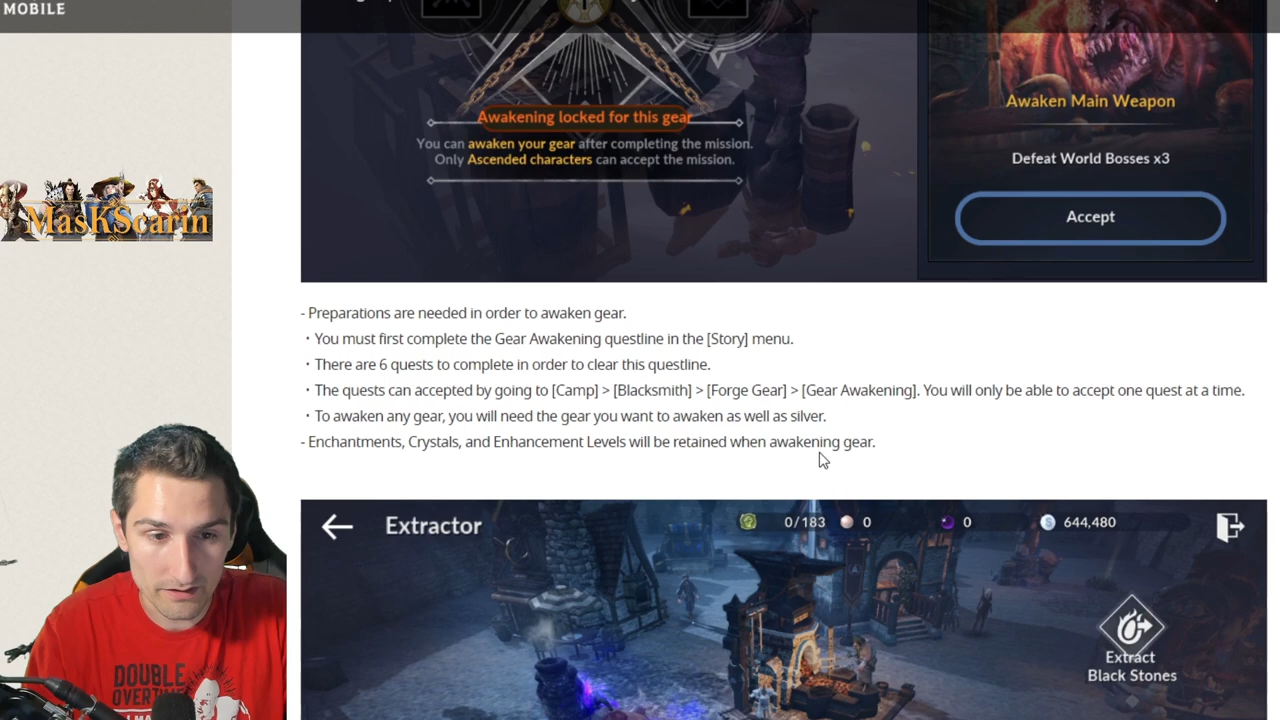 MOBILE
Awakening locked for this gear
You can awaken your gear after completing the mission.
Only Ascended characters can accept the mission.
Awaken Main Weapon
Defeat World Bosses x3
Accept
MasKScarin
- Preparations are needed in order to awaken gear.
・You must first complete the Gear Awakening questline in the [Story] menu.
・There are 6 quests to complete in order to clear this questline.
・The quests can accepted by going to [Camp] > [Blacksmith] > [Forge Gear] > [Gear Awakening]. You will only be able to accept one quest at a time.
・To awaken any gear, you will need the gear you want to awaken as well as silver.
- Enchantments, Crystals, and Enhancement Levels will be retained when awakening gear.
Extractor
0/183 0 0 644,480
Extract
Black Stones
DOUBLE
OVERTIME